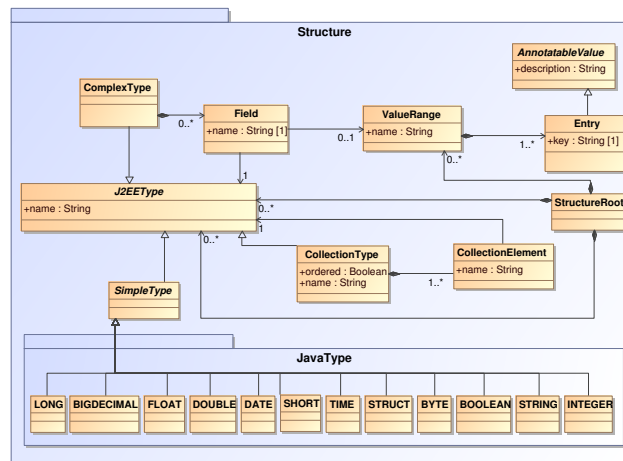 Structure
AnnotatableValue
+description : String
ComplexType
0..*
Field
+name : String [1]
0..1
ValueRange
+name : String
1..*
Entry
+key : String [1]
1
0..*
J2EEType
+name : String
0..*
StructureRoot
0..*
1
CollectionType
+ordered : Boolean
+name : String
1..*
CollectionElement
+name : String
SimpleType
JavaType
LONG
BIGDECIMAL
FLOAT
DOUBLE
DATE
SHORT
TIME
STRUCT
BYTE
BOOLEAN
STRING
INTEGER